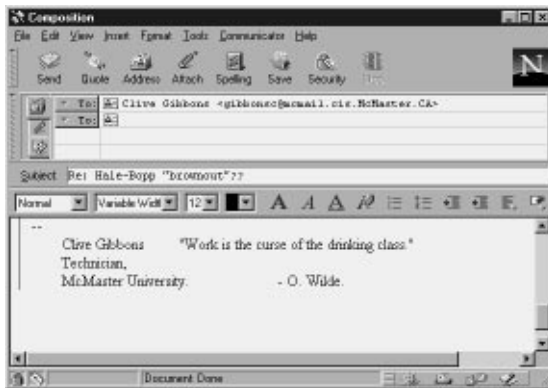 Composition
File Edit View Insert Format Tools Communicator Help
Send Quote Address Attach Spelling Save Security Stop
N
To: Clive Gibbons <gibbonsc@mcmail.cis.McMaster.CA>
To:
Subject: Re: Hale-Bopp "brownout"??
Normal Variable Width 12
--
Clive Gibbons "Work is the curse of the drinking class."
Technician,
McMaster University. - O. Wilde.
Document Done